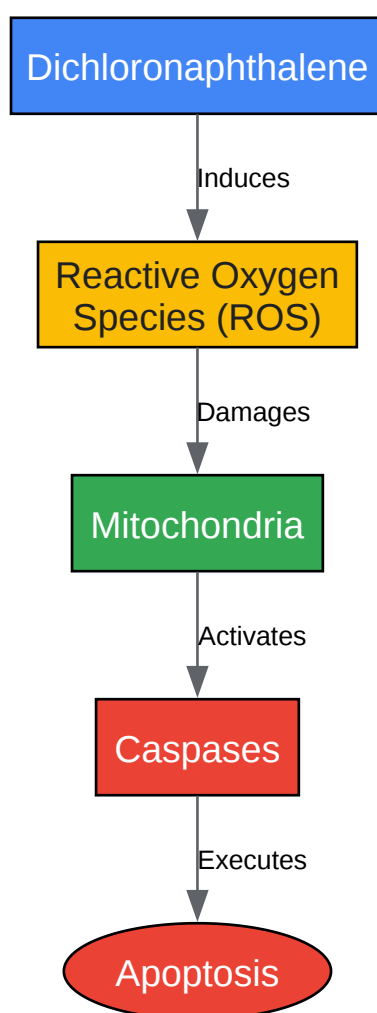 Dichloronaphthalene
Induces
Reactive Oxygen
Species (ROS)
Damages
Mitochondria
Activates
Caspases
Executes
Apoptosis